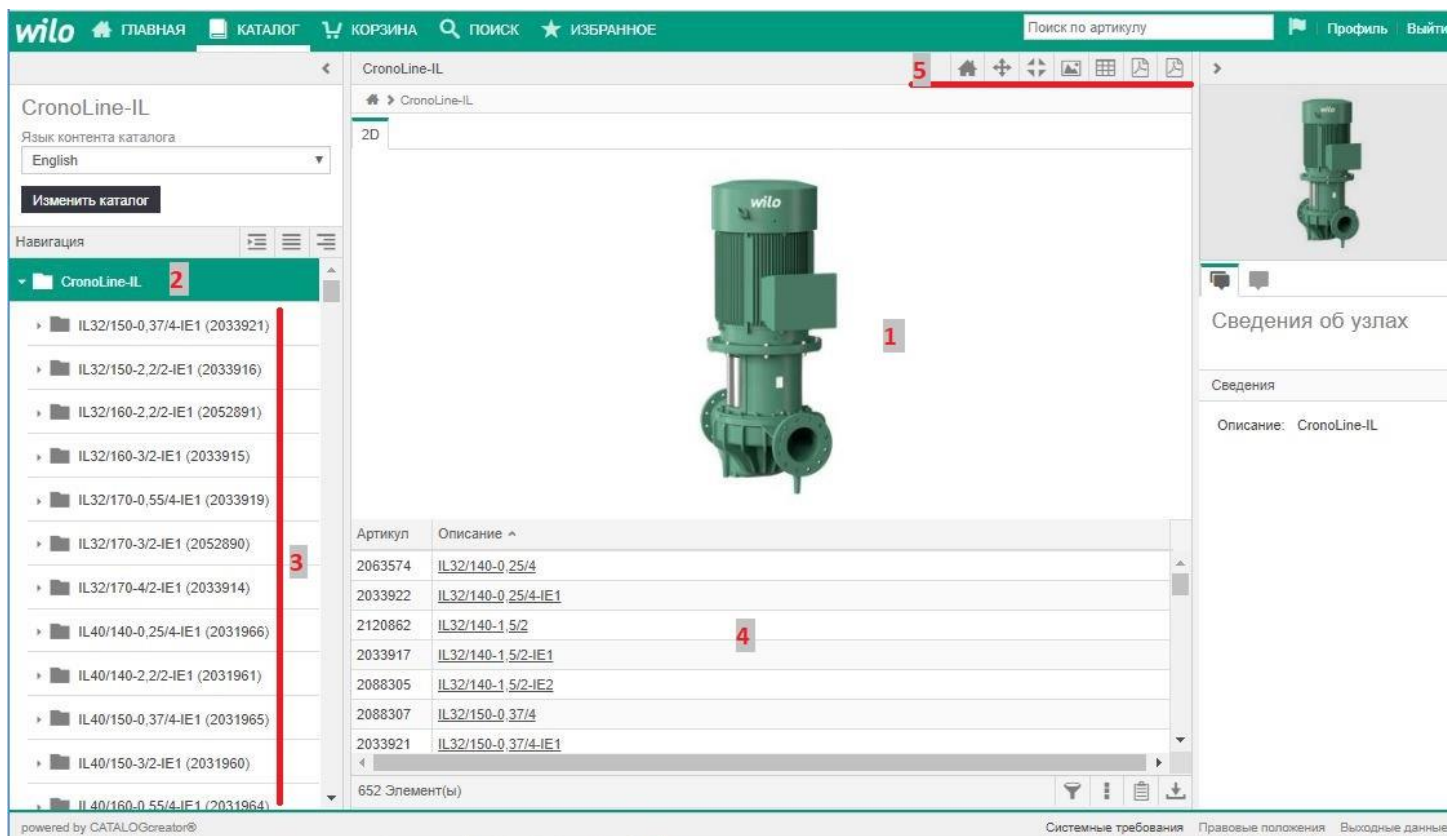 wilo ГЛАВНАЯ КАТАЛОГ КОРЗИНА ПОИСК ИЗБРАННОЕ Поиск по артикулу Профиль Выйти
CronoLine-IL
Язык контента каталога
English
Изменить каталог
Навигация
CronoLine-IL 2
IL32/150-0,37/4-IE1 (2033921)
IL32/150-2,2/2-IE1 (2033916)
IL32/160-2,2/2-IE1 (2052891)
IL32/160-3/2-IE1 (2033915)
IL32/170-0,55/4-IE1 (2033919)
IL32/170-3/2-IE1 (2052890)
3
IL32/170-4/2-IE1 (2033914)
IL40/140-0,25/4-IE1 (2031966)
IL40/140-2,2/2-IE1 (2031961)
IL40/150-0,37/4-IE1 (2031965)
IL40/150-3/2-IE1 (2031960)
IL40/160-0,55/4-IE1 (2031964)
CronoLine-IL 5
CronoLine-IL
2D
wilo
1
Артикул Описание
2063574 IL32/140-0,25/4
2033922 IL32/140-0,25/4-IE1
2120862 IL32/140-1,5/2
4
2033917 IL32/140-1,5/2-IE1
2088305 IL32/140-1,5/2-IE2
2088307 IL32/150-0,37/4
2033921 IL32/150-0,37/4-IE1
652 Элемент(ы)
wilo
Сведения об узлах
Сведения
Описание: CronoLine-IL
powered by CATALOGcreator® Системные требования Правовые положения Выходные данные